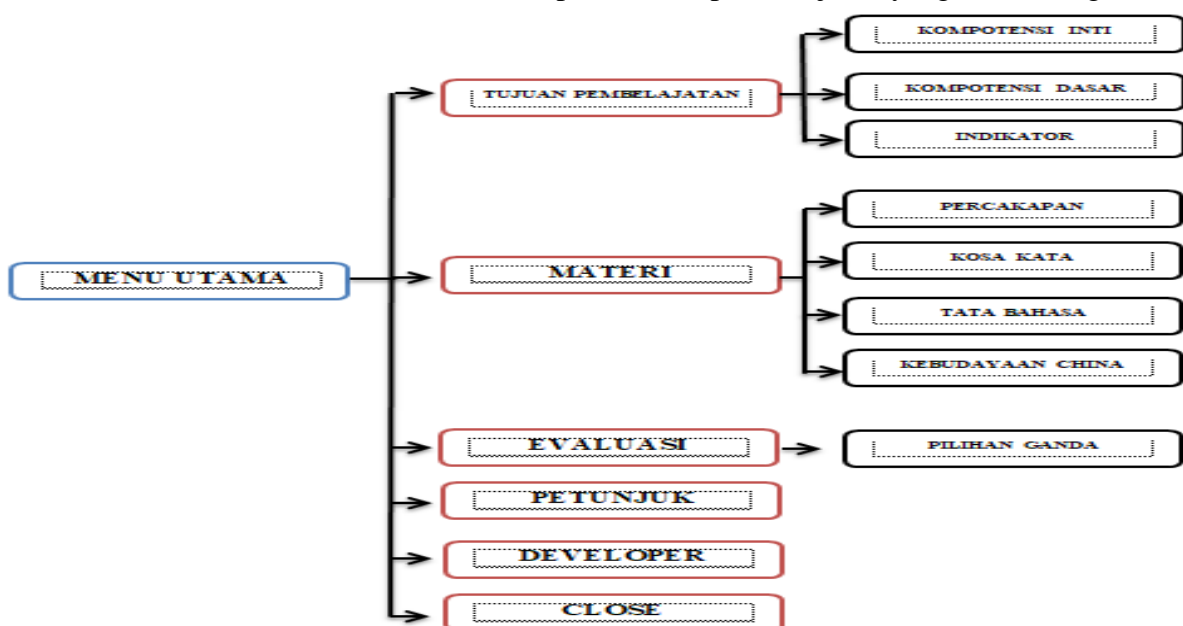 KOMPOTENSI INTI
TUJUAN PEMBELAJATAN
KOMPOTENSI DASAR
INDIKATOR
PERCAKAPAN
MENU UTAMA
MATERI
KOSA KATA
TATA BAHASA
KEBUDAYAAN CHINA
EVALUASI
PILIHAN GANDA
PETUNJUK
DEVELOPER
CLOSE